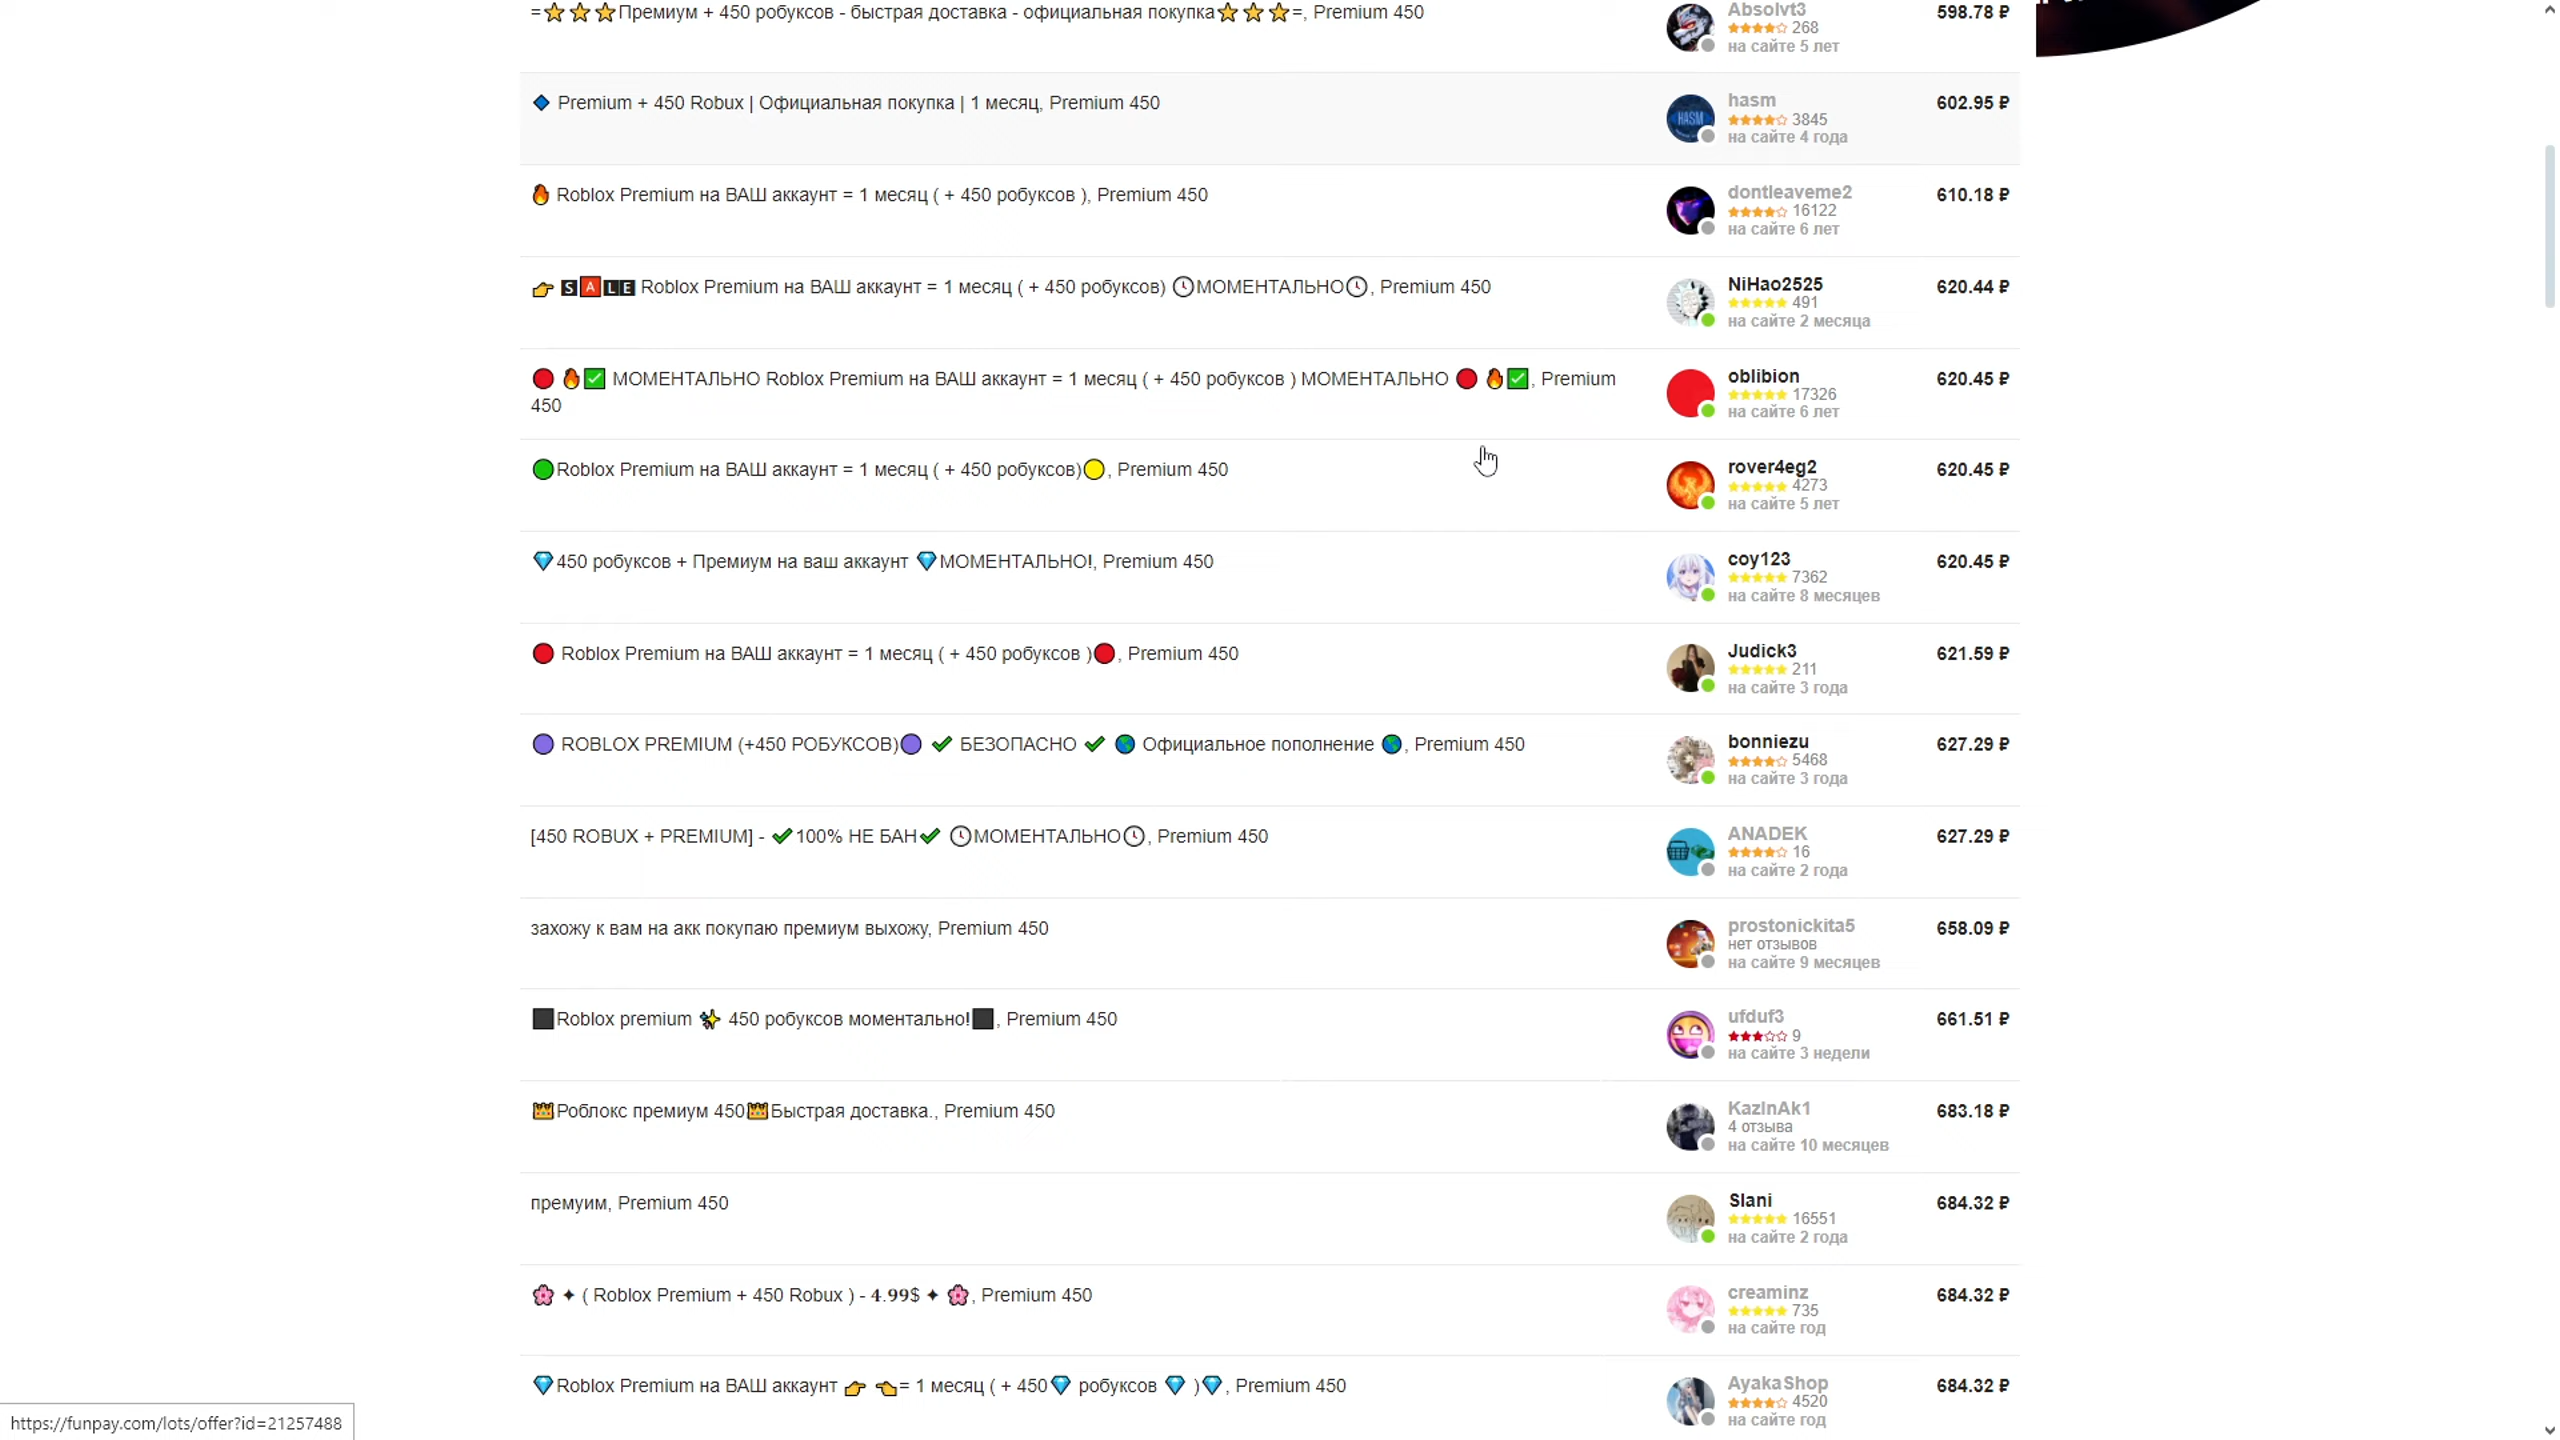 =⭐⭐⭐Премиум + 450 робуксов - быстрая доставка - официальная покупка⭐⭐⭐=, Premium 450
Absolvt3
268
на сайте 5 лет
598.78 ₽
🔹 Premium + 450 Robux | Официальная покупка | 1 месяц, Premium 450
hasm
3845
на сайте 4 года
602.95 ₽
🔥 Roblox Premium на ВАШ аккаунт = 1 месяц ( + 450 робуксов ), Premium 450
dontleaveme2
16122
на сайте 6 лет
610.18 ₽
👉 🆂🅰🅻🅴 Roblox Premium на ВАШ аккаунт = 1 месяц ( + 450 робуксов) 🕓МОМЕНТАЛЬНО🕓, Premium 450
NiHao2525
491
на сайте 2 месяца
620.44 ₽
🔴 🔥✅ МОМЕНТАЛЬНО Roblox Premium на ВАШ аккаунт = 1 месяц ( + 450 робуксов ) МОМЕНТАЛЬНО 🔴 🔥✅, Premium
450
oblibion
17326
на сайте 6 лет
620.45 ₽
🟢Roblox Premium на ВАШ аккаунт = 1 месяц ( + 450 робуксов)🟡, Premium 450
rover4eg2
4273
на сайте 5 лет
620.45 ₽
💎450 робуксов + Премиум на ваш аккаунт 💎МОМЕНТАЛЬНО!, Premium 450
coy123
7362
на сайте 8 месяцев
620.45 ₽
🔴 Roblox Premium на ВАШ аккаунт = 1 месяц ( + 450 робуксов )🔴, Premium 450
Judick3
211
на сайте 3 года
621.59 ₽
🟣 ROBLOX PREMIUM (+450 РОБУКСОВ)🟣 ✔ БЕЗОПАСНО ✔ 🌎 Официальное пополнение 🌎, Premium 450
bonniezu
5468
на сайте 3 года
627.29 ₽
[450 ROBUX + PREMIUM] - ✔100% НЕ БАН✔ 🕓МОМЕНТАЛЬНО🕓, Premium 450
ANADEK
16
на сайте 2 года
627.29 ₽
захожу к вам на акк покупаю премиум выхожу, Premium 450
prostonickita5
нет отзывов
на сайте 9 месяцев
658.09 ₽
⬛Roblox premium ✨ 450 робуксов моментально!⬛, Premium 450
ufduf3
9
на сайте 3 недели
661.51 ₽
👑Роблокс премиум 450👑Быстрая доставка., Premium 450
KazInAk1
4 отзыва
на сайте 10 месяцев
683.18 ₽
премуим, Premium 450
Slani
16551
на сайте 2 года
684.32 ₽
🌸 ✦ ( Roblox Premium + 450 Robux ) - 𝟒.𝟗𝟗$ ✦ 🌸, Premium 450
creaminz
735
на сайте год
684.32 ₽
💎Roblox Premium на ВАШ аккаунт 👉 👈= 1 месяц ( + 450💎 робуксов 💎 )💎, Premium 450
AyakaShop
4520
на сайте год
684.32 ₽
https://funpay.com/lots/offer?id=21257488